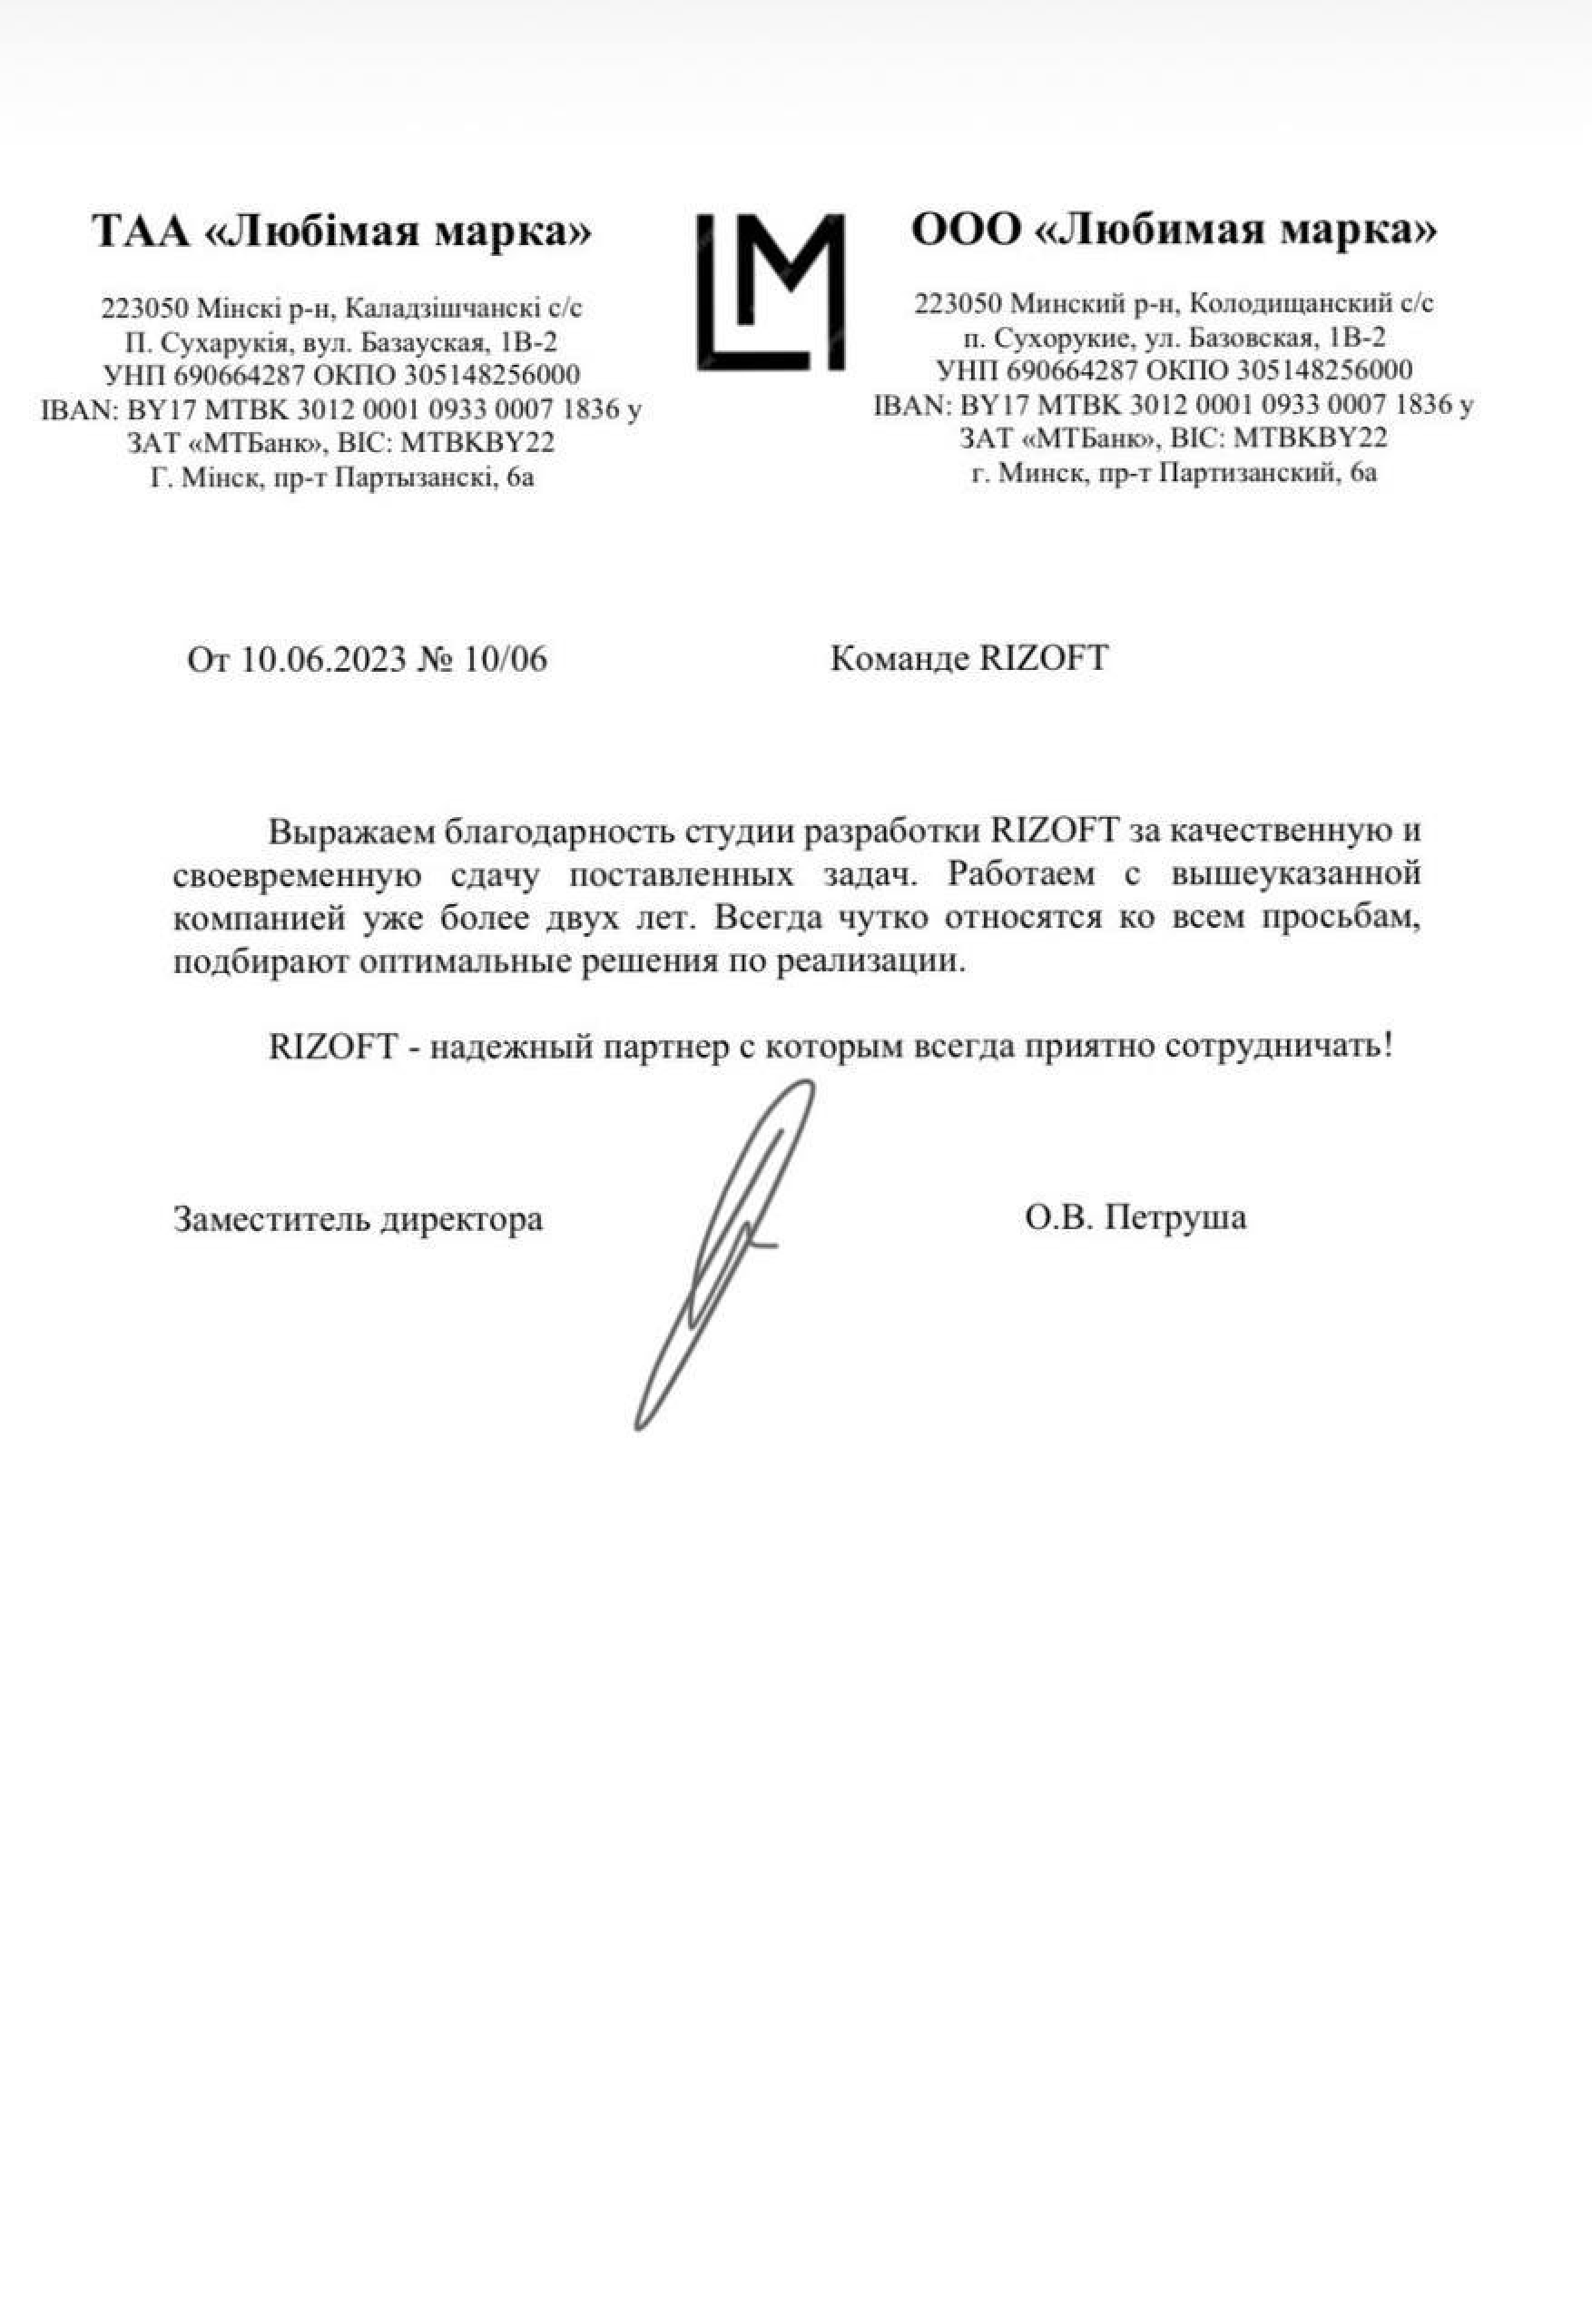 ТАА «Любімая марка»
223050 Мінскі р-н, Каладзішчанскі с/с
П. Сухарукія, вул. Базауская, 1В-2
УНП 690664287 ОКПО 305148256000
IBAN: BY17 MTBK 3012 0001 0933 0007 1836 у
ЗАТ «МТБанк», BIC: MTBKBY22
Г. Мінск, пр-т Партызанскі, 6а
LM
ООО «Любимая марка»
223050 Минский р-н, Колодищанский с/с
п. Сухорукие, ул. Базовская, 1В-2
УНП 690664287 ОКПО 305148256000
IBAN: BY17 MTBK 3012 0001 0933 0007 1836 у
ЗАТ «МТБанк», BIC: MTBKBY22
г. Минск, пр-т Партизанский, 6а
От 10.06.2023 № 10/06
Команде RIZOFT
Выражаем благодарность студии разработки RIZOFT за качественную и
своевременную сдачу поставленных задач. Работаем с вышеуказанной
компанией уже более двух лет. Всегда чутко относятся ко всем просьбам,
подбирают оптимальные решения по реализации.
RIZOFT - надежный партнер с которым всегда приятно сотрудничать!
Заместитель директора
О.В. Петруша